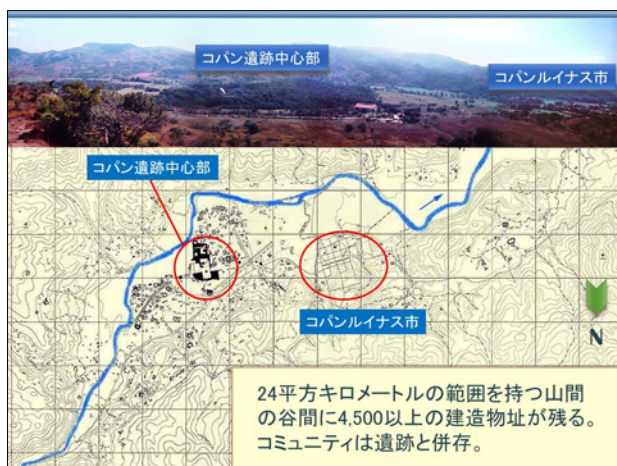 コパン遺跡中心部
コパンルイナス市
コパン遺跡中心部
コパンルイナス市
N
24平方キロメートルの範囲を持つ山間
の谷間に4,500以上の建造物址が残る。
コミュニティは遺跡と併存。